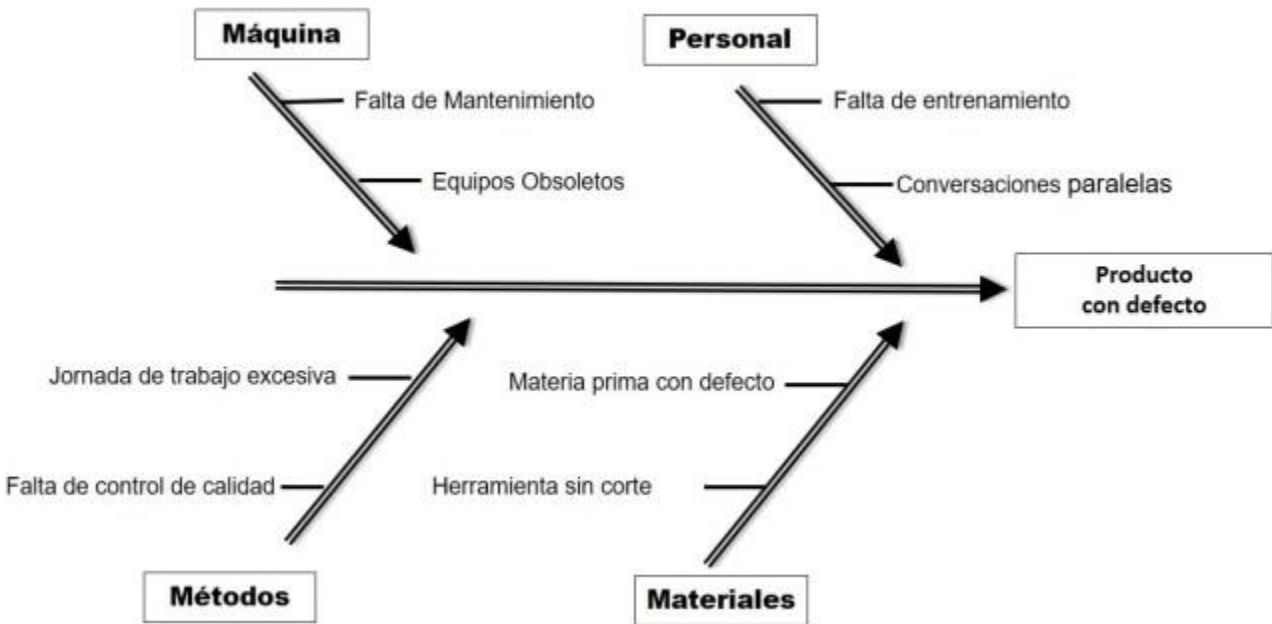 Máquina
Personal
Falta de Mantenimiento
Falta de entrenamiento
Equipos Obsoletos
Conversaciones paralelas
Producto
con defecto
Jornada de trabajo excesiva
Materia prima con defecto
Falta de control de calidad
Herramienta sin corte
Métodos
Materiales